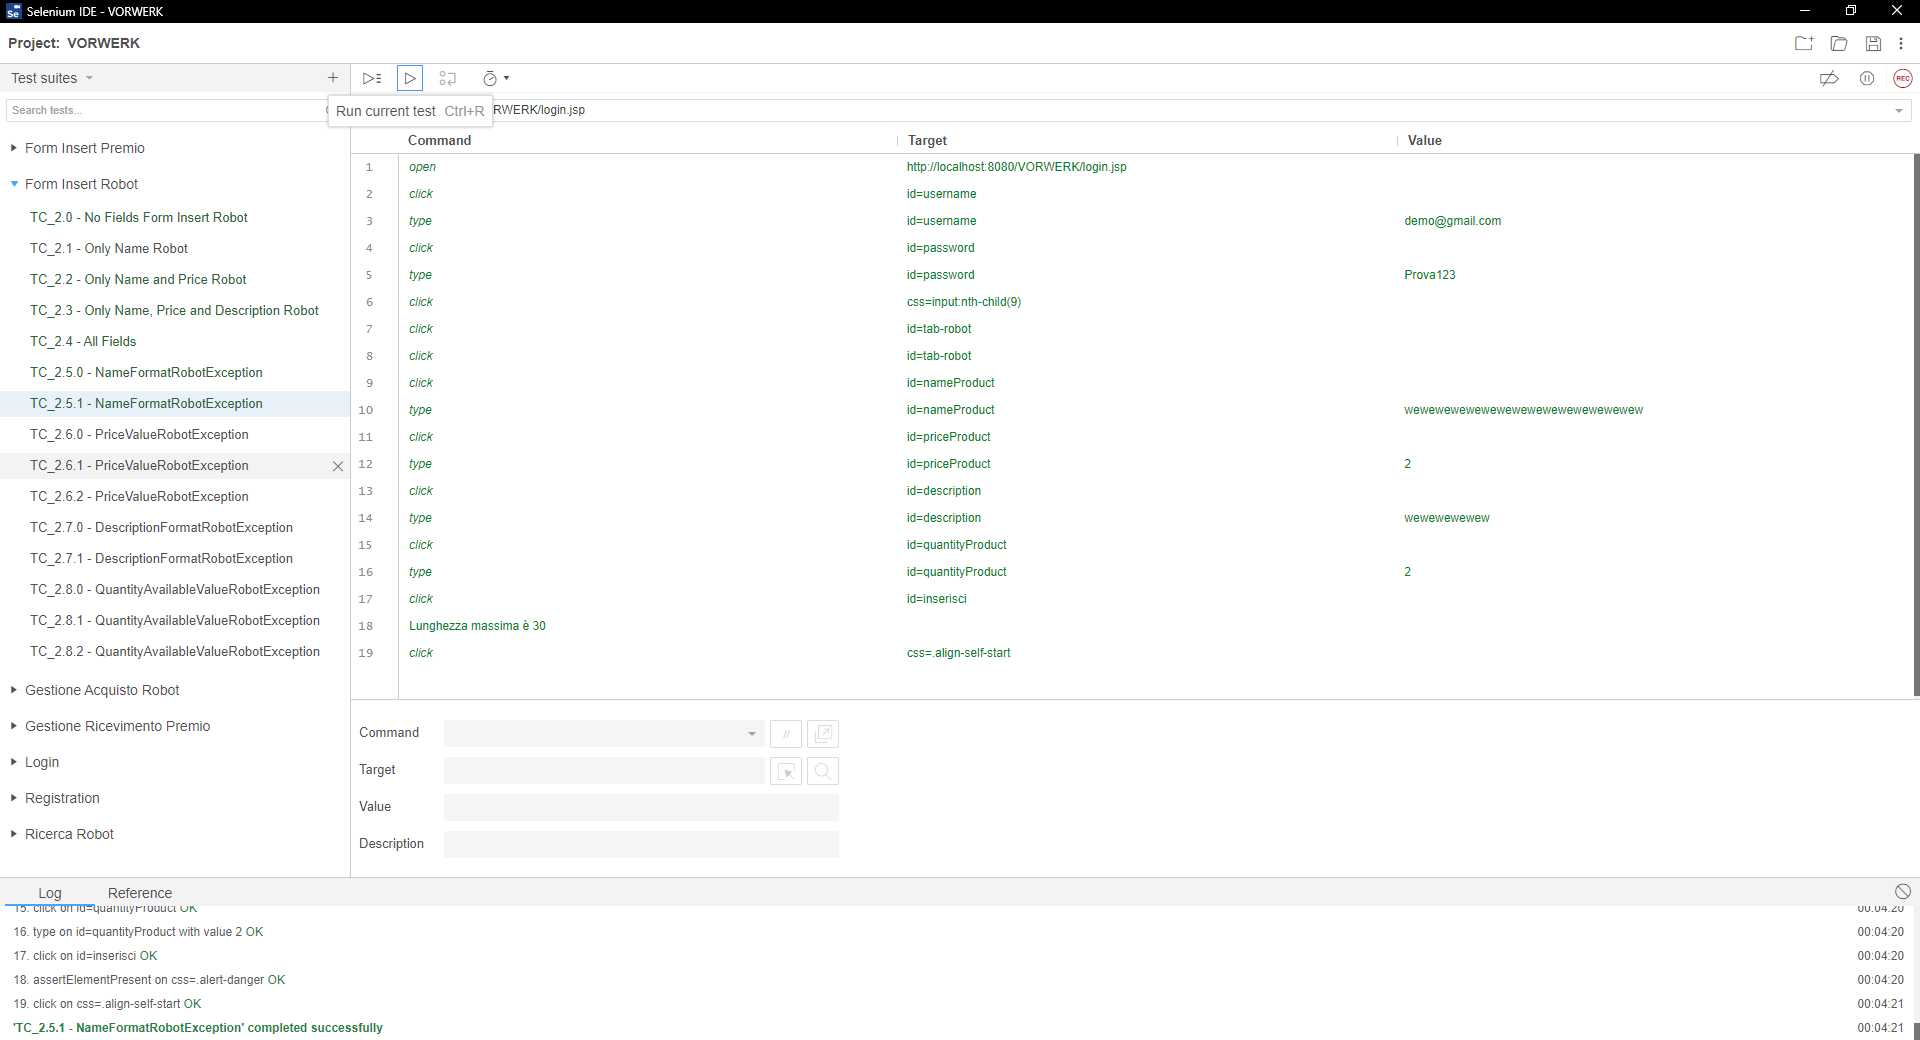 Selenium IDE - VORWERK
Project: VORWERK
Test suites
Run current test Ctrl+R
Search tests...
RWERK/login.jsp
REC
Form Insert Premio
Form Insert Robot
TC_2.0 - No Fields Form Insert Robot
TC_2.1 - Only Name Robot
TC_2.2 - Only Name and Price Robot
TC_2.3 - Only Name, Price and Description Robot
TC_2.4 - All Fields
TC_2.5.0 - NameFormatRobotException
TC_2.5.1 - NameFormatRobotException
TC_2.6.0 - PriceValueRobotException
TC_2.6.1 - PriceValueRobotException
TC_2.6.2 - PriceValueRobotException
TC_2.7.0 - DescriptionFormatRobotException
TC_2.7.1 - DescriptionFormatRobotException
TC_2.8.0 - QuantityAvailableValueRobotException
TC_2.8.1 - QuantityAvailableValueRobotException
TC_2.8.2 - QuantityAvailableValueRobotException
Gestione Acquisto Robot
Gestione Ricevimento Premio
Login
Registration
Ricerca Robot
Command Target Value
1 open http://localhost:8080/VORWERK/login.jsp
2 click id=username
3 type id=username demo@gmail.com
4 click id=password
5 type id=password Prova123
6 click css=input:nth-child(9)
7 click id=tab-robot
8 click id=tab-robot
9 click id=nameProduct
10 type id=nameProduct wewewewewewewewewewewewewewewew
11 click id=priceProduct
12 type id=priceProduct 2
13 click id=description
14 type id=description wewewewewew
15 click id=quantityProduct
16 type id=quantityProduct 2
17 click id=inserisci
18 Lunghezza massima è 30
19 click css=.align-self-start
Command //
Target
Value
Description
Log Reference
15. click on id=quantityProduct OK 00:04:20
16. type on id=quantityProduct with value 2 OK 00:04:20
17. click on id=inserisci OK 00:04:20
18. assertElementPresent on css=.alert-danger OK 00:04:20
19. click on css=.align-self-start OK 00:04:21
'TC_2.5.1 - NameFormatRobotException' completed successfully 00:04:21